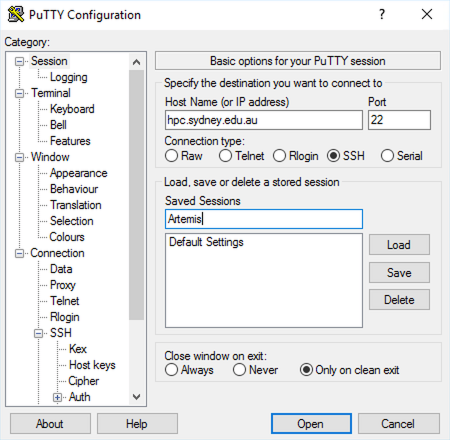 PuTTY Configuration
?
Category:
Session
Logging
Terminal
Keyboard
Bell
Features
Window
Appearance
Behaviour
Translation
Selection
Colours
Connection
Data
Proxy
Telnet
Rlogin
SSH
Kex
Host keys
Cipher
Auth
Basic options for your PuTTY session
Specify the destination you want to connect to
Host Name (or IP address) Port
hpc.sydney.edu.au 22
Connection type:
Raw Telnet Rlogin SSH Serial
Load, save or delete a stored session
Saved Sessions
Artemis
Default Settings
Load
Save
Delete
Close window on exit:
Always Never Only on clean exit
About Help Open Cancel